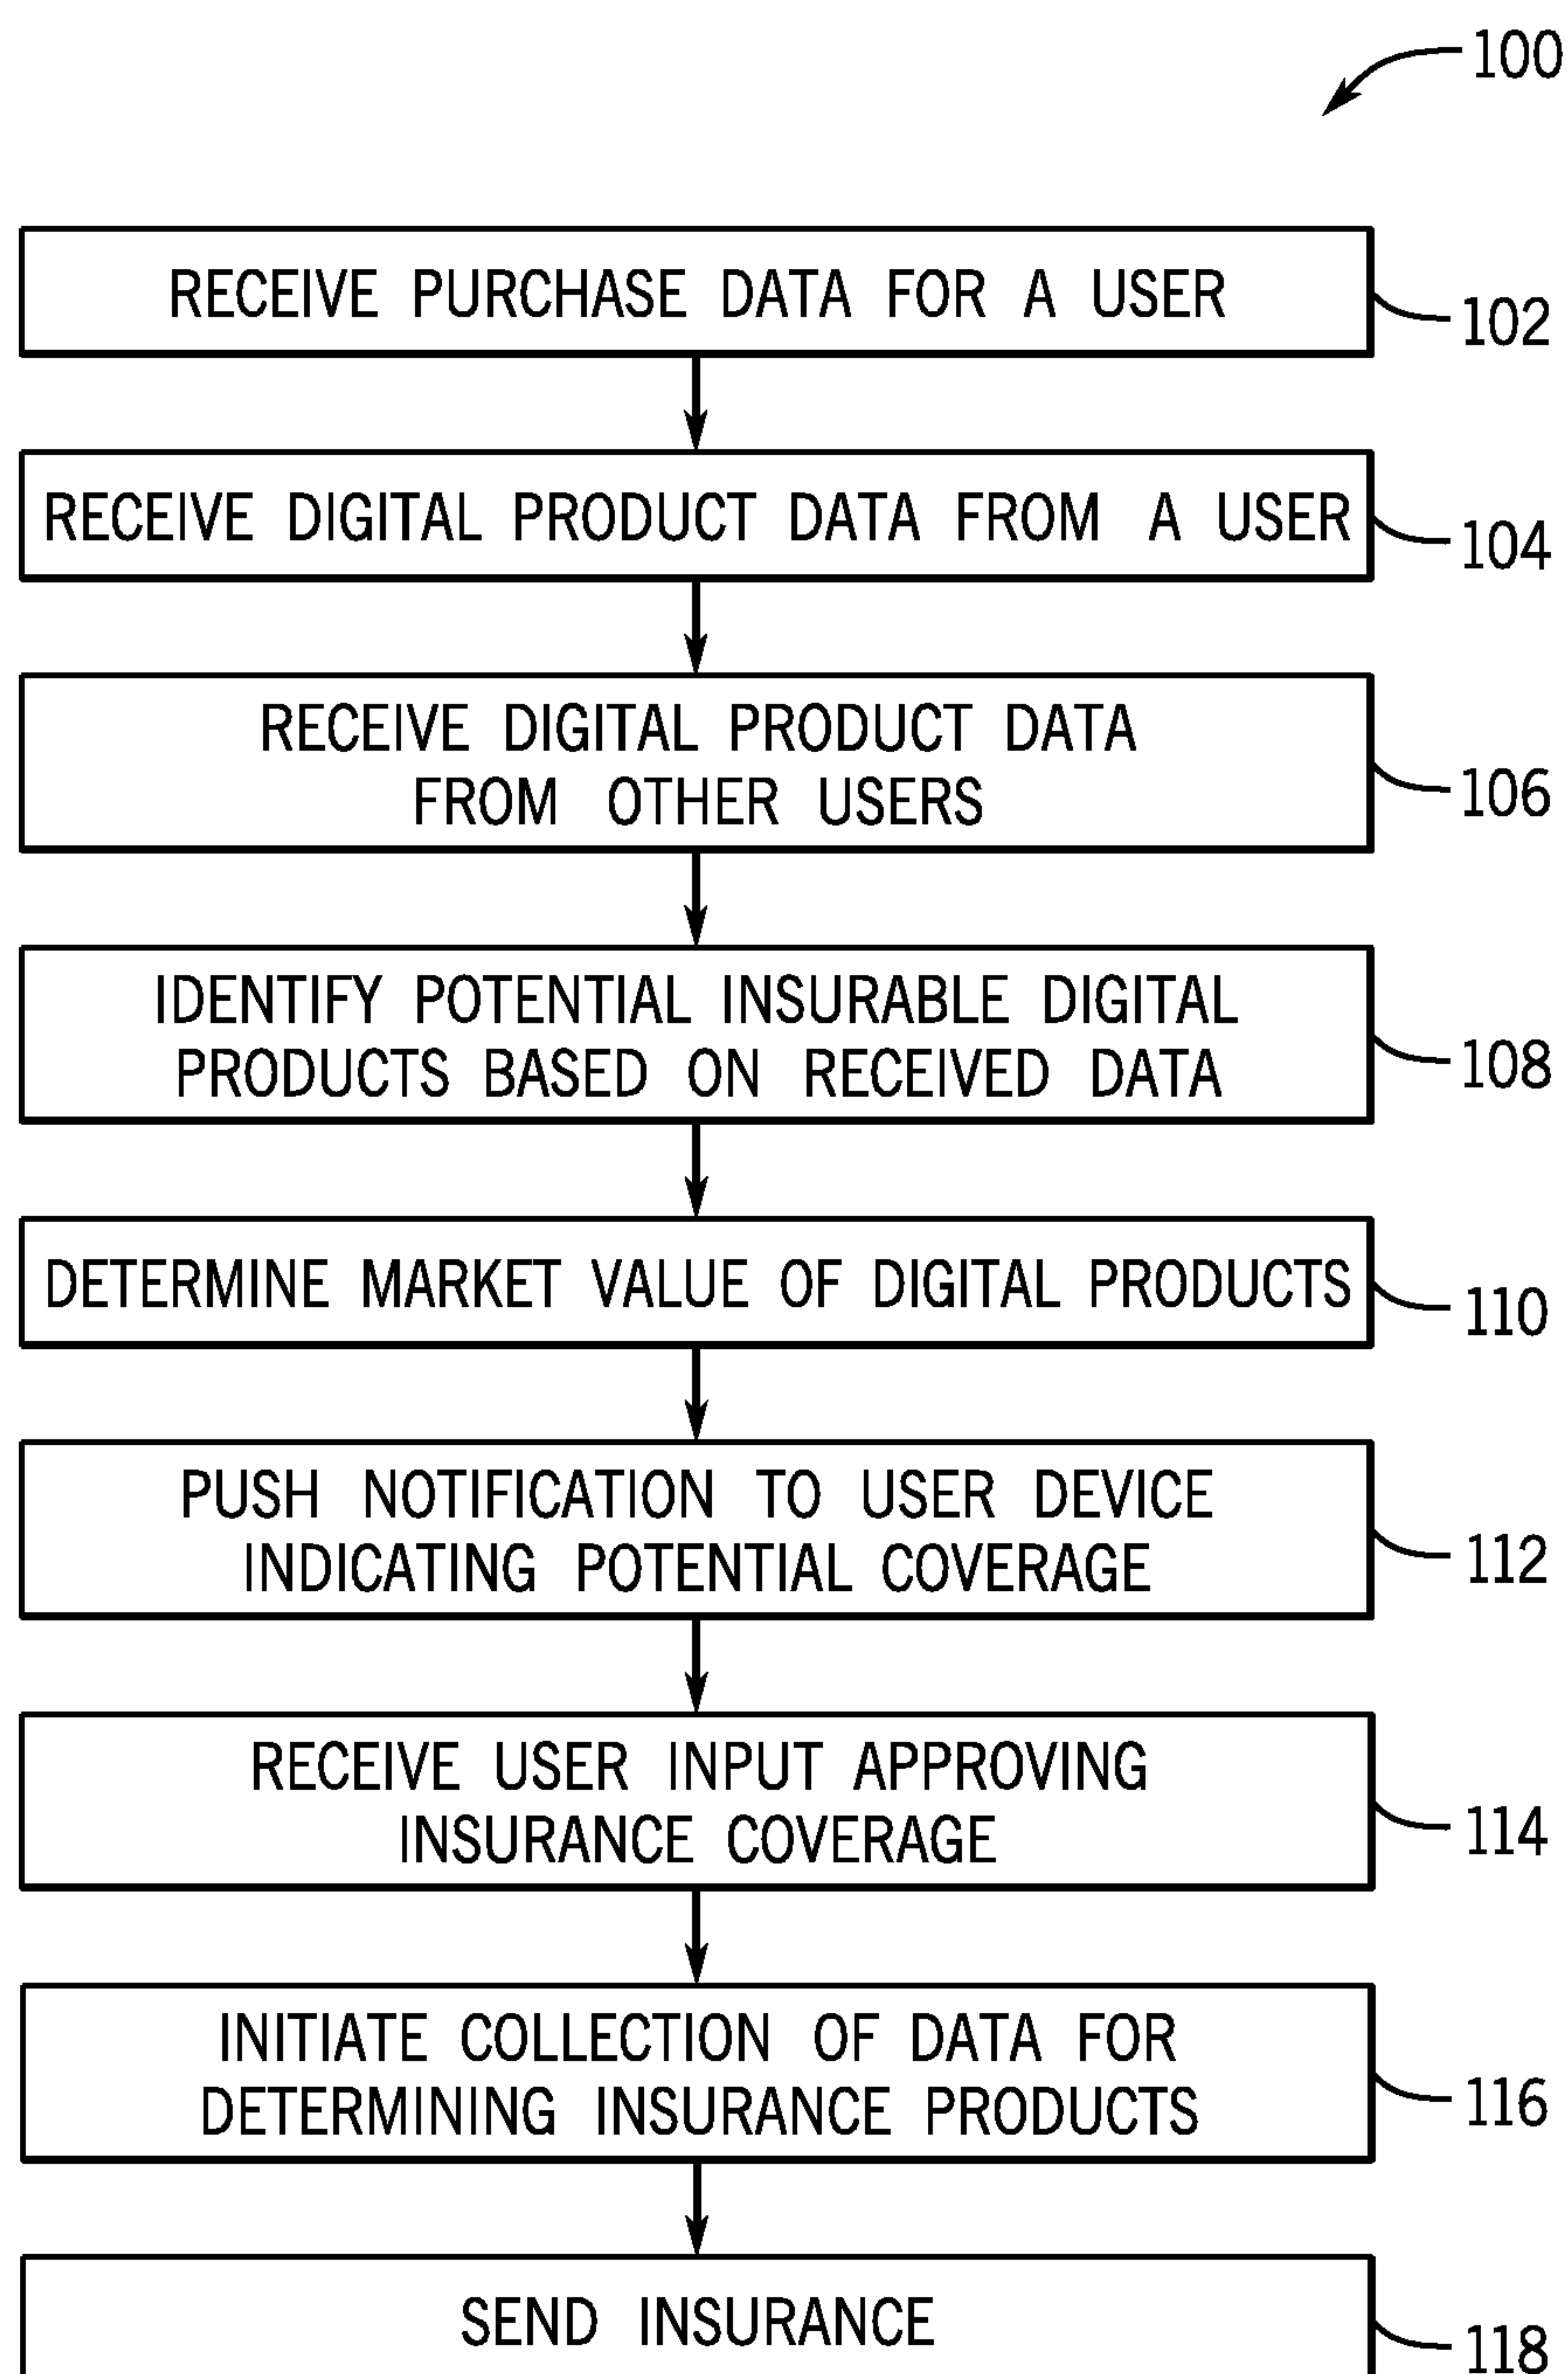 100
RECEIVE PURCHASE DATA FOR A USER
102
RECEIVE DIGITAL PRODUCT DATA FROM A USER
104
RECEIVE DIGITAL PRODUCT DATA
FROM OTHER USERS
106
IDENTIFY POTENTIAL INSURABLE DIGITAL
PRODUCTS BASED ON RECEIVED DATA
108
DETERMINE MARKET VALUE OF DIGITAL PRODUCTS
110
PUSH NOTIFICATION TO USER DEVICE
INDICATING POTENTIAL COVERAGE
112
RECEIVE USER INPUT APPROVING
INSURANCE COVERAGE
114
INITIATE COLLECTION OF DATA FOR
DETERMINING INSURANCE PRODUCTS
116
SEND INSURANCE
118